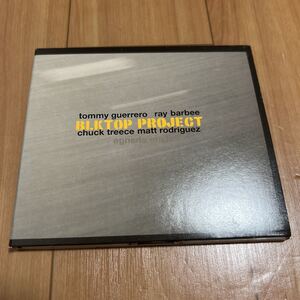 tommy guerrero ray barbee
BLKTOP PROJECT
chuck treece matt rodriguez